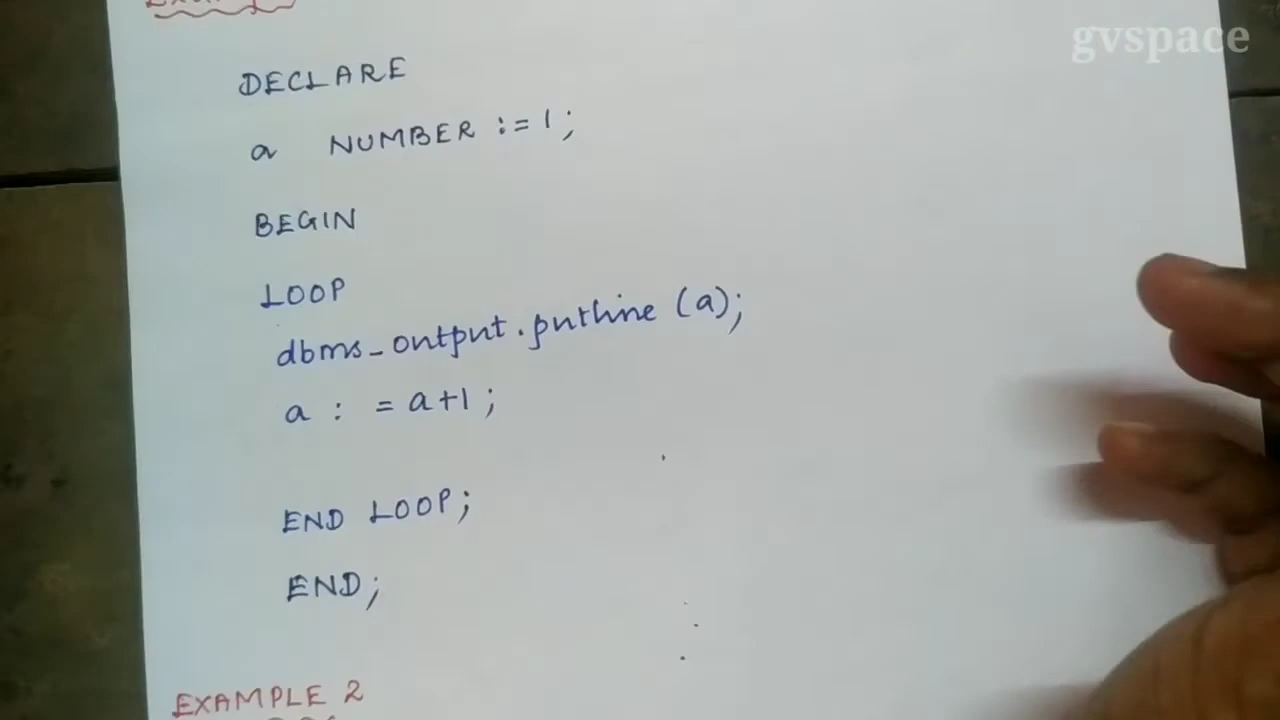 gvspace
DECLARE
a NUMBER := 1;
BEGIN
LOOP
dbms_output.putline (a);
a : = a+1 ;
END LOOP;
END;
EXAMPLE 2